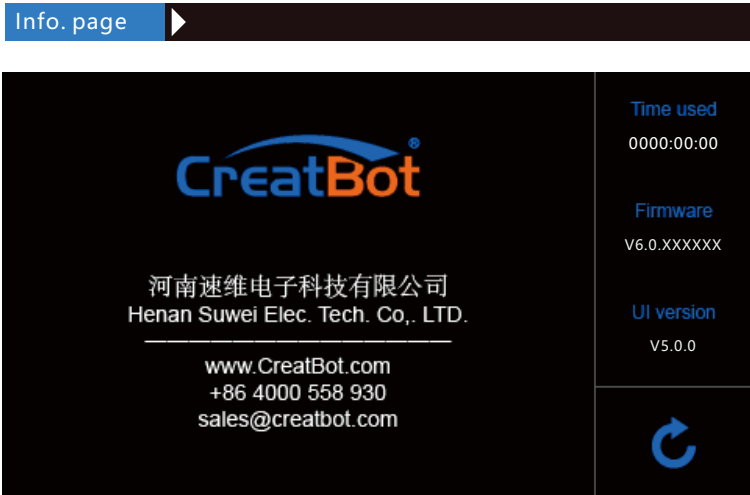 Info. page
CreatBot®
河南速维电子科技有限公司
Henan Suwei Elec. Tech. Co,. LTD.
www.CreatBot.com
+86 4000 558 930
sales@creatbot.com
Time used
0000:00:00
Firmware
V6.0.XXXXXX
UI version
V5.0.0